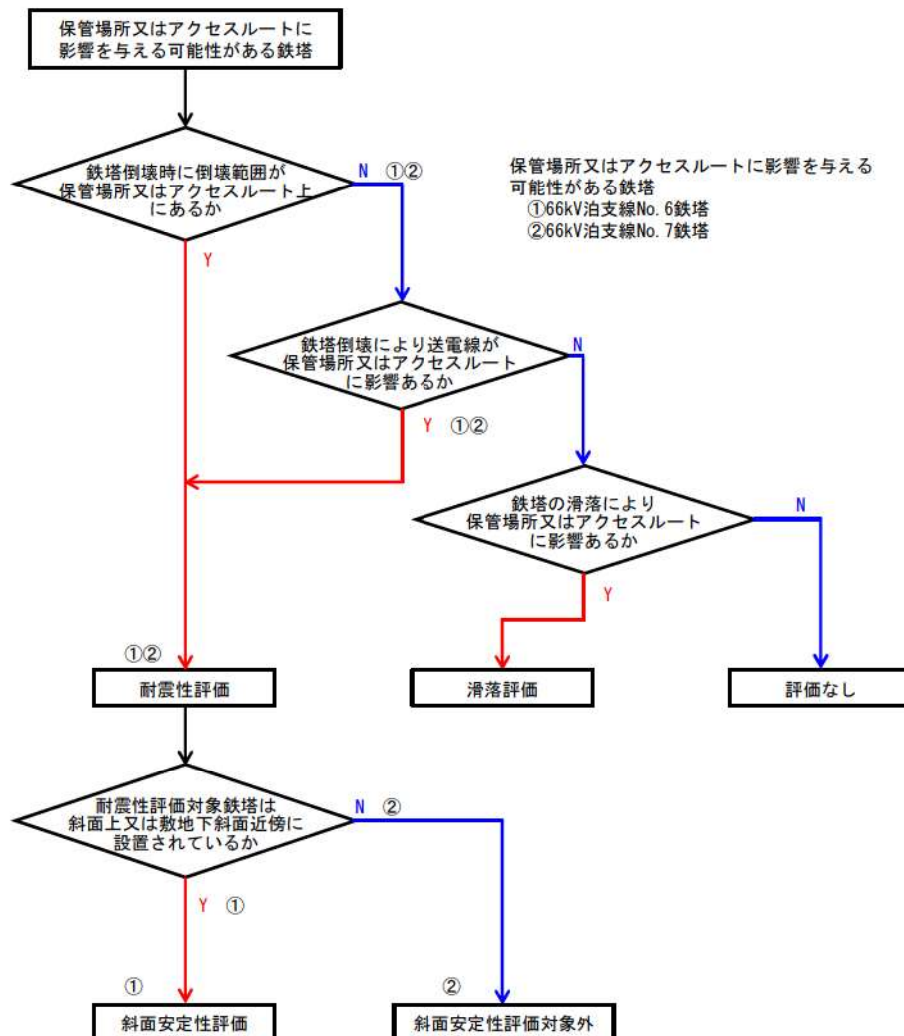 保管場所又はアクセスルートに
影響を与える可能性がある鉄塔
鉄塔倒壊時に倒壊範囲が
保管場所又はアクセスルート上
にあるか
N ①②
Y
保管場所又はアクセスルートに影響を与える
可能性がある鉄塔
①66kV泊支線No.6鉄塔
②66kV泊支線No.7鉄塔
鉄塔倒壊により送電線が
保管場所又はアクセスルート
に影響あるか
N
Y ①②
鉄塔の滑落により
保管場所又はアクセスルート
に影響あるか
N
Y
①②
耐震性評価
滑落評価
評価なし
耐震性評価対象鉄塔は
斜面上又は敷地下斜面近傍に
設置されているか
N ②
Y ①
①
斜面安定性評価
②
斜面安定性評価対象外